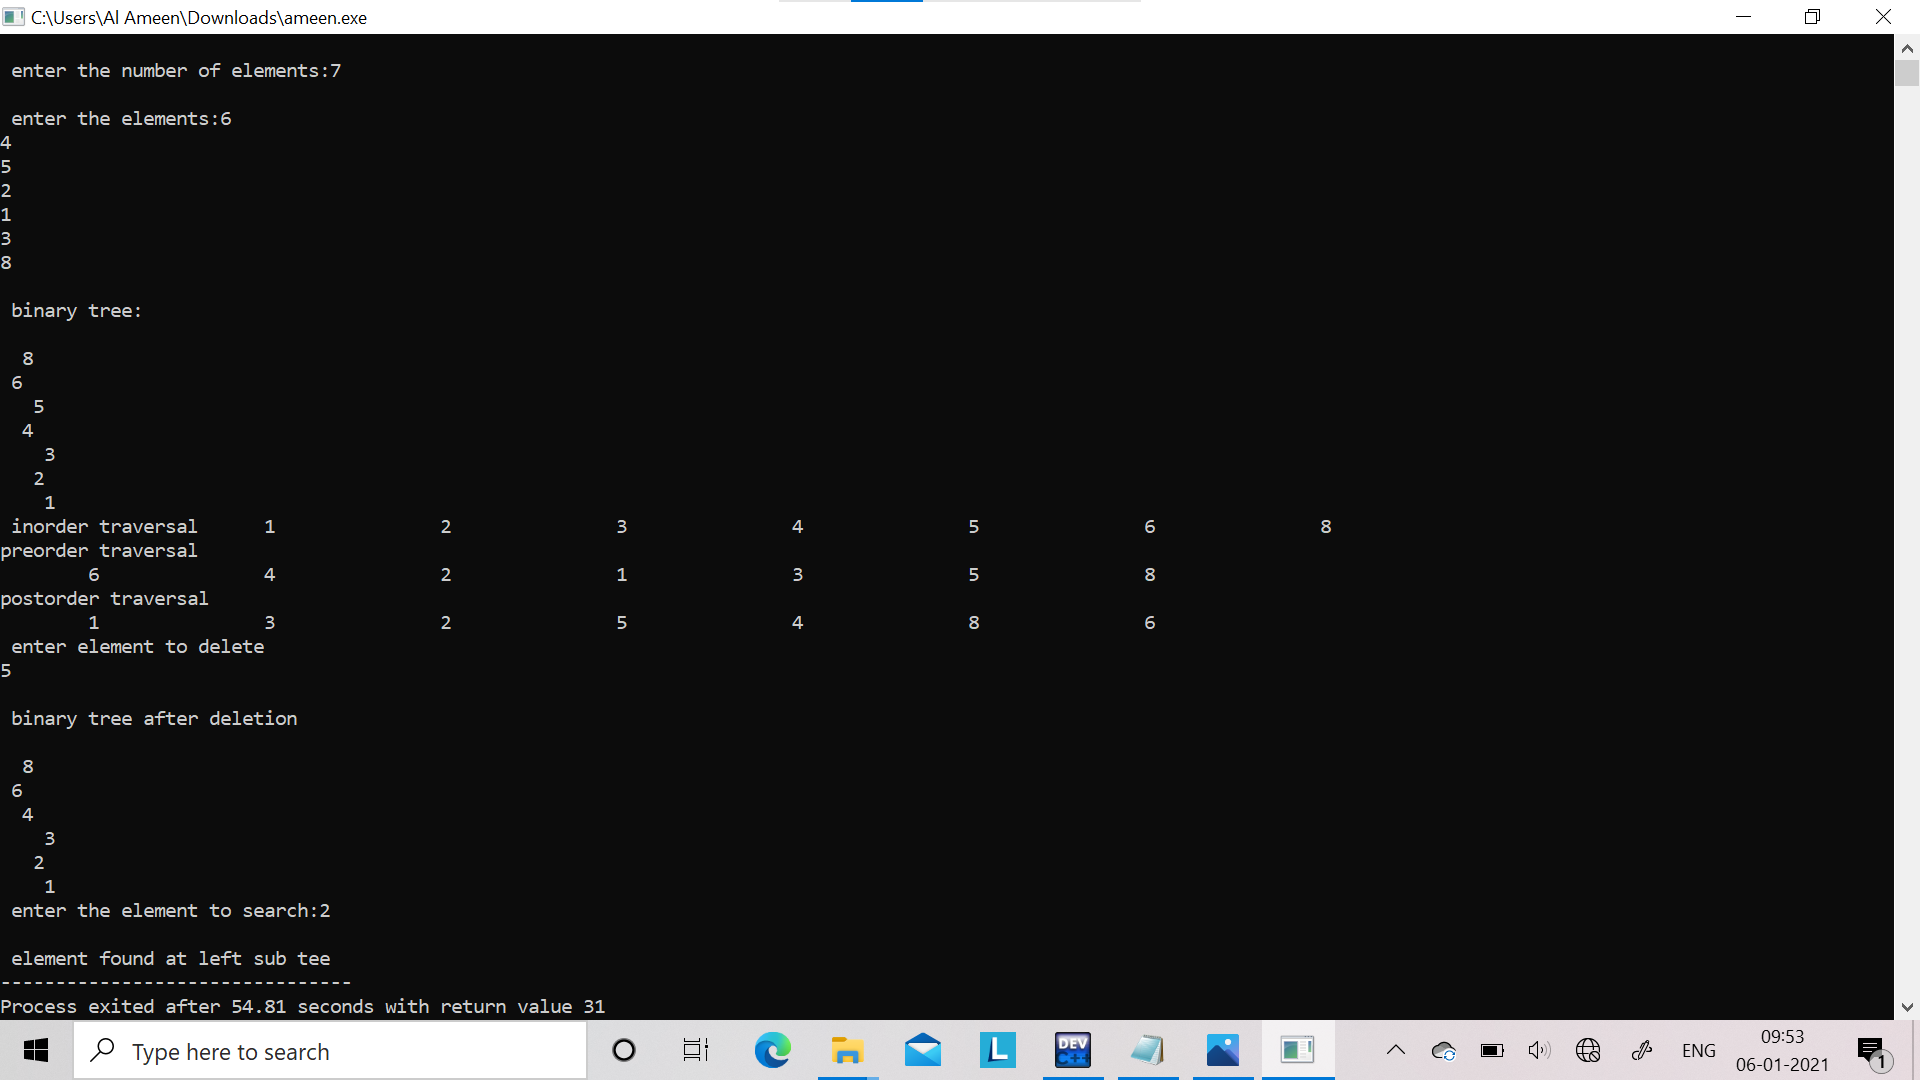 C:\Users\Al Ameen\Downloads\ameen.exe
enter the number of elements:7
enter the elements:6
4
5
2
1
3
8
binary tree:
8
6
5
4
3
2
1
inorder traversal 1 2 3 4 5 6 8
preorder traversal
6 4 2 1 3 5 8
postorder traversal
1 3 2 5 4 8 6
enter element to delete
5
binary tree after deletion
8
6
4
3
2
1
enter the element to search:2
element found at left sub tee
--------------------------------
Process exited after 54.81 seconds with return value 31
Type here to search
L
DEV
C++
ENG
09:53
06-01-2021
1